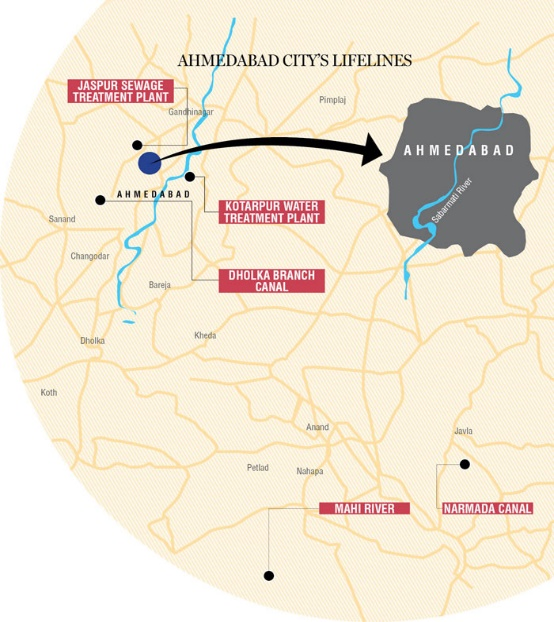 AHMEDABAD CITY'S LIFELINES
JASPUR SEWAGE
TREATMENT PLANT
Pimplaj
Gandhinagar
AHMEDABAD
AHMEDABAD
Sabarmati River
KOTARPUR WATER
TREATMENT PLANT
Sanand
Changodar
DHOLKA BRANCH
CANAL
Bareja
Kheda
Dholka
Koth
Anand
Javla
Petlad
Nahapa
MAHI RIVER
NARMADA CANAL